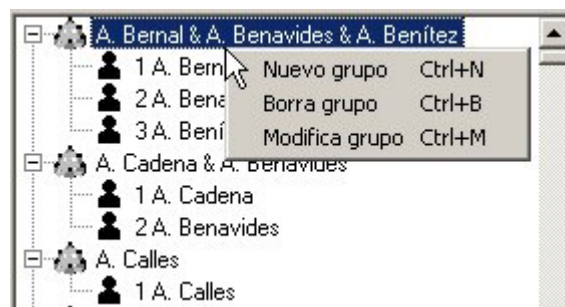 A. Bernal & A. Benavides & A. Benítez
1 A. Bern
Nuevo grupo Ctrl+N
2 A. Bena
Borra grupo Ctrl+B
3 A. Bení
Modifica grupo Ctrl+M
A. Cadena & A. Benavides
1 A. Cadena
2 A. Benavides
A. Calles
1 A. Calles